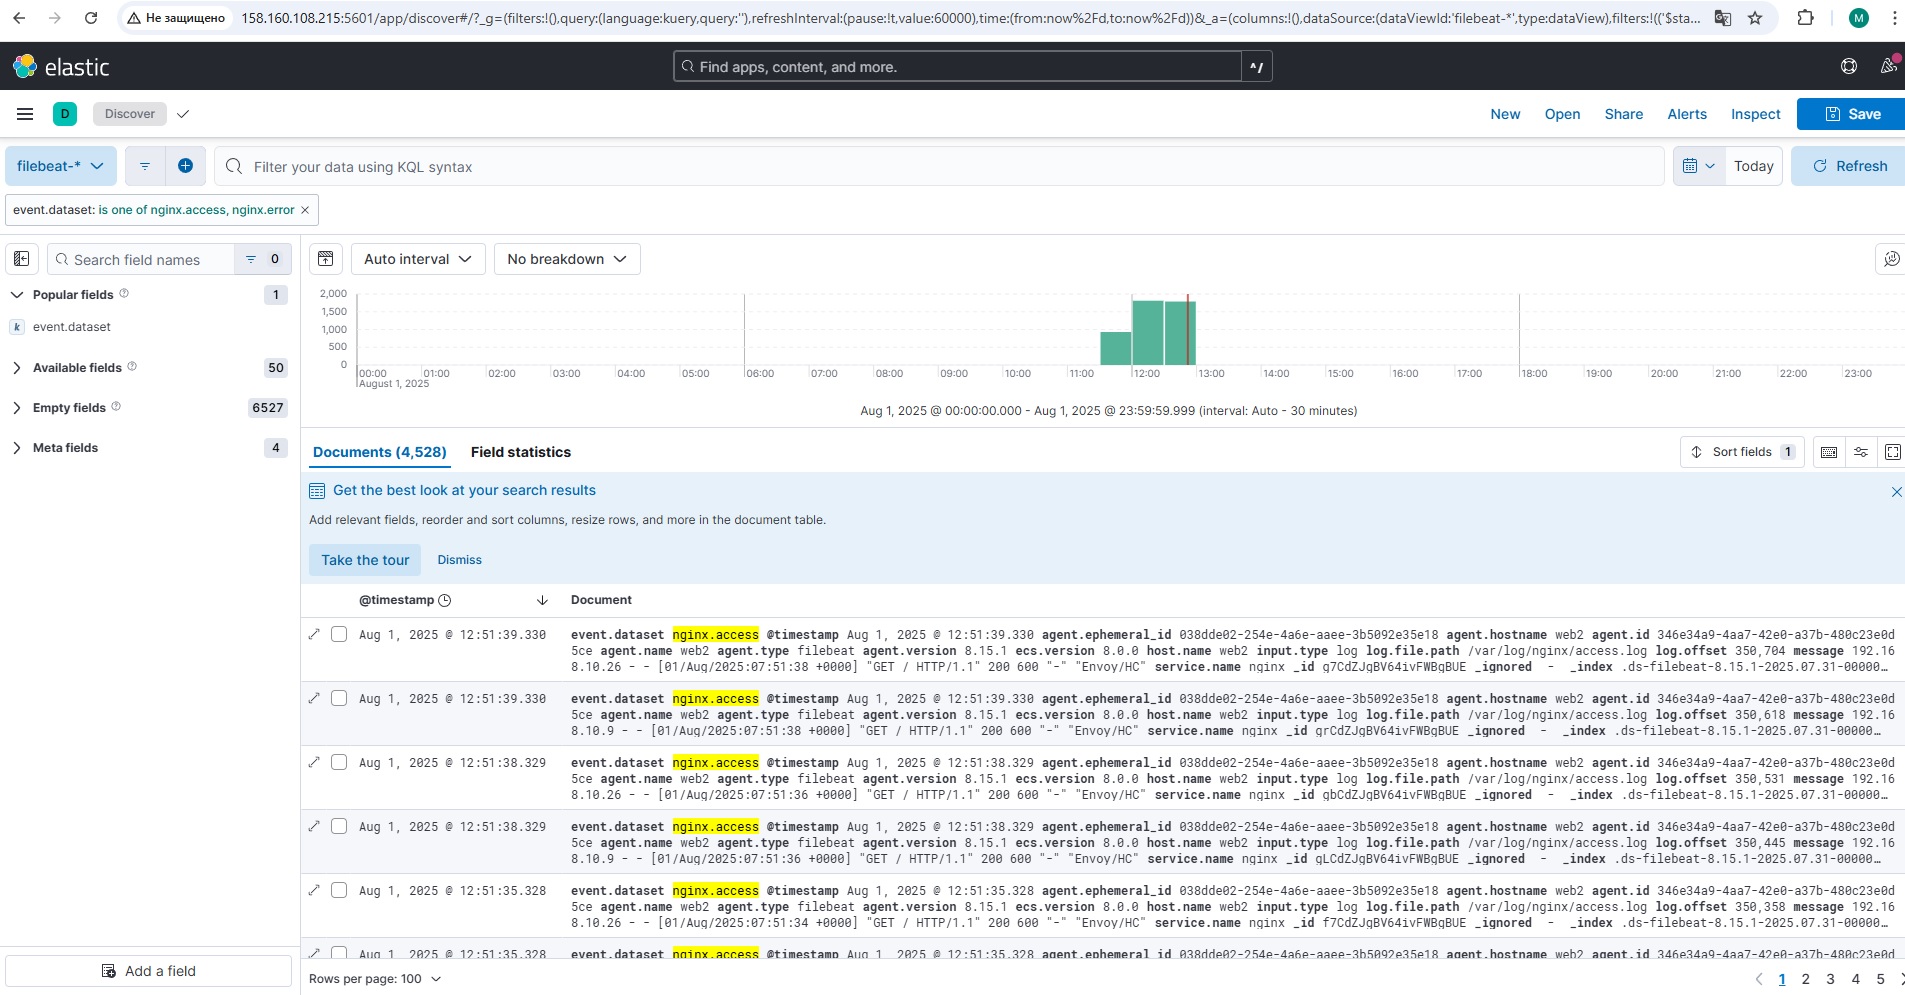 Не защищено 158.160.108.215:5601/app/discover#/?_g=(filters:!(),query:(language:kuery,query:''),refreshInterval:(pause:!t,value:60000),time:(from:now%2Fd,to:now%2Fd))&_a=(columns:!(),dataSource:(dataViewId:'filebeat-*',type:dataView),filters:!(('$sta... M
elastic Find apps, content, and more. ^/
D Discover New Open Share Alerts Inspect Save
filebeat-* Filter your data using KQL syntax Today Refresh
event.dataset: is one of nginx.access, nginx.error ×
Search field names 0 Auto interval No breakdown
Popular fields 1
event.dataset
Available fields 50
Empty fields 6527
Meta fields 4
2,000
1,500
1,000
500
0
00:00 01:00 02:00 03:00 04:00 05:00 06:00 07:00 08:00 09:00 10:00 11:00 12:00 13:00 14:00 15:00 16:00 17:00 18:00 19:00 20:00 21:00 22:00 23:00
August 1, 2025
Aug 1, 2025 @ 00:00:00.000 - Aug 1, 2025 @ 23:59:59.999 (interval: Auto - 30 minutes)
Documents (4,528) Field statistics Sort fields 1
Get the best look at your search results
Add relevant fields, reorder and sort columns, resize rows, and more in the document table.
Take the tour Dismiss
@timestamp Document
Aug 1, 2025 @ 12:51:39.330 event.dataset nginx.access @timestamp Aug 1, 2025 @ 12:51:39.330 agent.ephemeral_id 038dde02-254e-4a6e-aaee-3b5092e35e18 agent.hostname web2 agent.id 346e34a9-4aa7-42e0-a37b-480c23e0d
5ce agent.name web2 agent.type filebeat agent.version 8.15.1 ecs.version 8.0.0 host.name web2 input.type log log.file.path /var/log/nginx/access.log log.offset 350,704 message 192.16
8.10.26 - - [01/Aug/2025:07:51:38 +0000] "GET / HTTP/1.1" 200 600 "-" "Envoy/HC" service.name nginx _id g7CdZJgBV64ivFWBgBUE _ignored - _index .ds-filebeat-8.15.1-2025.07.31-00000…
Aug 1, 2025 @ 12:51:39.330 event.dataset nginx.access @timestamp Aug 1, 2025 @ 12:51:39.330 agent.ephemeral_id 038dde02-254e-4a6e-aaee-3b5092e35e18 agent.hostname web2 agent.id 346e34a9-4aa7-42e0-a37b-480c23e0d
5ce agent.name web2 agent.type filebeat agent.version 8.15.1 ecs.version 8.0.0 host.name web2 input.type log log.file.path /var/log/nginx/access.log log.offset 350,618 message 192.16
8.10.9 - - [01/Aug/2025:07:51:38 +0000] "GET / HTTP/1.1" 200 600 "-" "Envoy/HC" service.name nginx _id grCdZJgBV64ivFWBgBUE _ignored - _index .ds-filebeat-8.15.1-2025.07.31-00000…
Aug 1, 2025 @ 12:51:38.329 event.dataset nginx.access @timestamp Aug 1, 2025 @ 12:51:38.329 agent.ephemeral_id 038dde02-254e-4a6e-aaee-3b5092e35e18 agent.hostname web2 agent.id 346e34a9-4aa7-42e0-a37b-480c23e0d
5ce agent.name web2 agent.type filebeat agent.version 8.15.1 ecs.version 8.0.0 host.name web2 input.type log log.file.path /var/log/nginx/access.log log.offset 350,531 message 192.16
8.10.26 - - [01/Aug/2025:07:51:36 +0000] "GET / HTTP/1.1" 200 600 "-" "Envoy/HC" service.name nginx _id gbCdZJgBV64ivFWBgBUE _ignored - _index .ds-filebeat-8.15.1-2025.07.31-00000…
Aug 1, 2025 @ 12:51:38.329 event.dataset nginx.access @timestamp Aug 1, 2025 @ 12:51:38.329 agent.ephemeral_id 038dde02-254e-4a6e-aaee-3b5092e35e18 agent.hostname web2 agent.id 346e34a9-4aa7-42e0-a37b-480c23e0d
5ce agent.name web2 agent.type filebeat agent.version 8.15.1 ecs.version 8.0.0 host.name web2 input.type log log.file.path /var/log/nginx/access.log log.offset 350,445 message 192.16
8.10.9 - - [01/Aug/2025:07:51:36 +0000] "GET / HTTP/1.1" 200 600 "-" "Envoy/HC" service.name nginx _id gLCdZJgBV64ivFWBgBUE _ignored - _index .ds-filebeat-8.15.1-2025.07.31-00000…
Aug 1, 2025 @ 12:51:35.328 event.dataset nginx.access @timestamp Aug 1, 2025 @ 12:51:35.328 agent.ephemeral_id 038dde02-254e-4a6e-aaee-3b5092e35e18 agent.hostname web2 agent.id 346e34a9-4aa7-42e0-a37b-480c23e0d
5ce agent.name web2 agent.type filebeat agent.version 8.15.1 ecs.version 8.0.0 host.name web2 input.type log log.file.path /var/log/nginx/access.log log.offset 350,358 message 192.16
8.10.26 - - [01/Aug/2025:07:51:34 +0000] "GET / HTTP/1.1" 200 600 "-" "Envoy/HC" service.name nginx _id f7CdZJgBV64ivFWBgBUE _ignored - _index .ds-filebeat-8.15.1-2025.07.31-00000…
Aug 1, 2025 @ 12:51:35.328 event.dataset nginx.access @timestamp Aug 1, 2025 @ 12:51:35.328 agent.ephemeral_id 038dde02-254e-4a6e-aaee-3b5092e35e18 agent.hostname web2 agent.id 346e34a9-4aa7-42e0-a37b-480c23e0d
Add a field Rows per page: 100 1 2 3 4 5